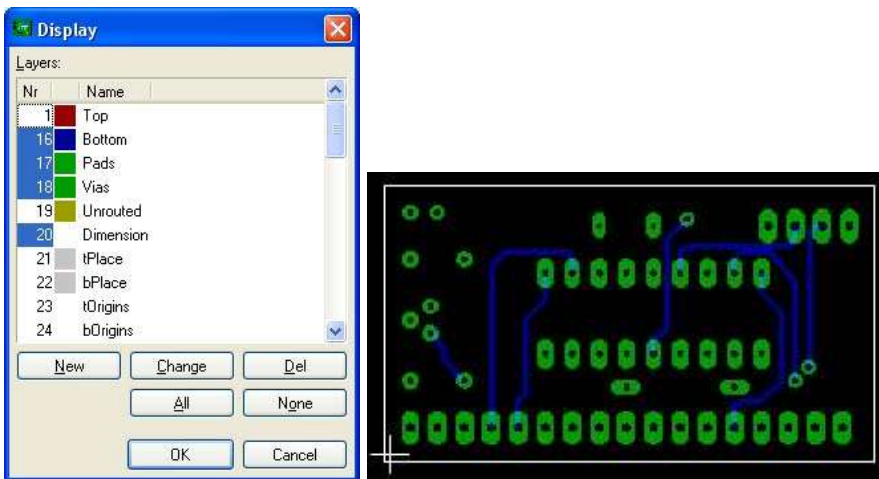 Display
Layers:
Nr Name
1 Top
16 Bottom
17 Pads
18 Vias
19 Unrouted
20 Dimension
21 tPlace
22 bPlace
23 tOrigins
24 bOrigins
New Change Del
All None
OK Cancel